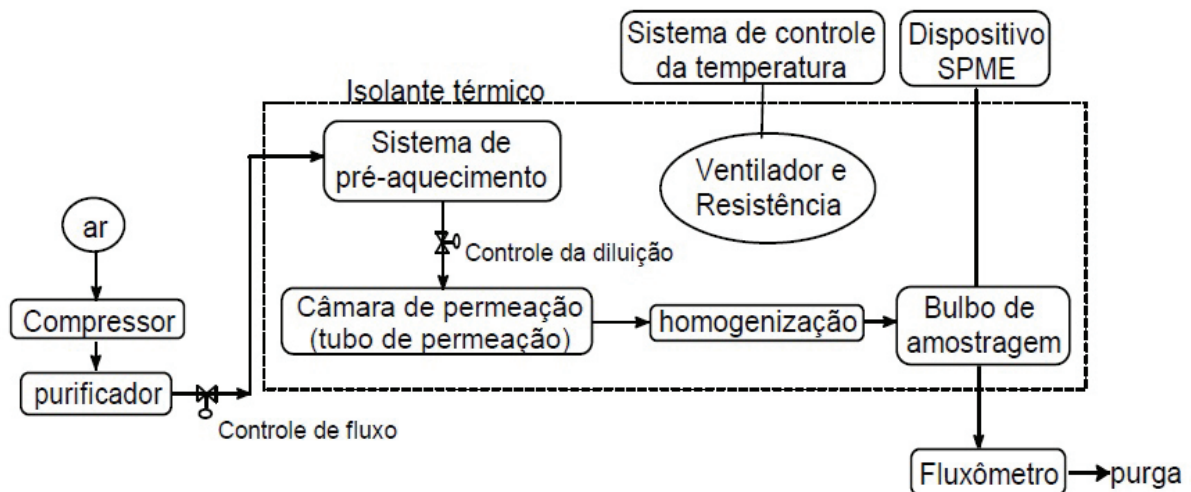 Sistema de controle
da temperatura
Dispositivo
SPME
Isolante térmico
Sistema de
pré-aquecimento
Ventilador e
Resistência
ar
Controle da diluição
Compressor
Câmara de permeação
(tubo de permeação)
homogenização
Bulbo de
amostragem
purificador
Controle de fluxo
Fluxômetro
purga